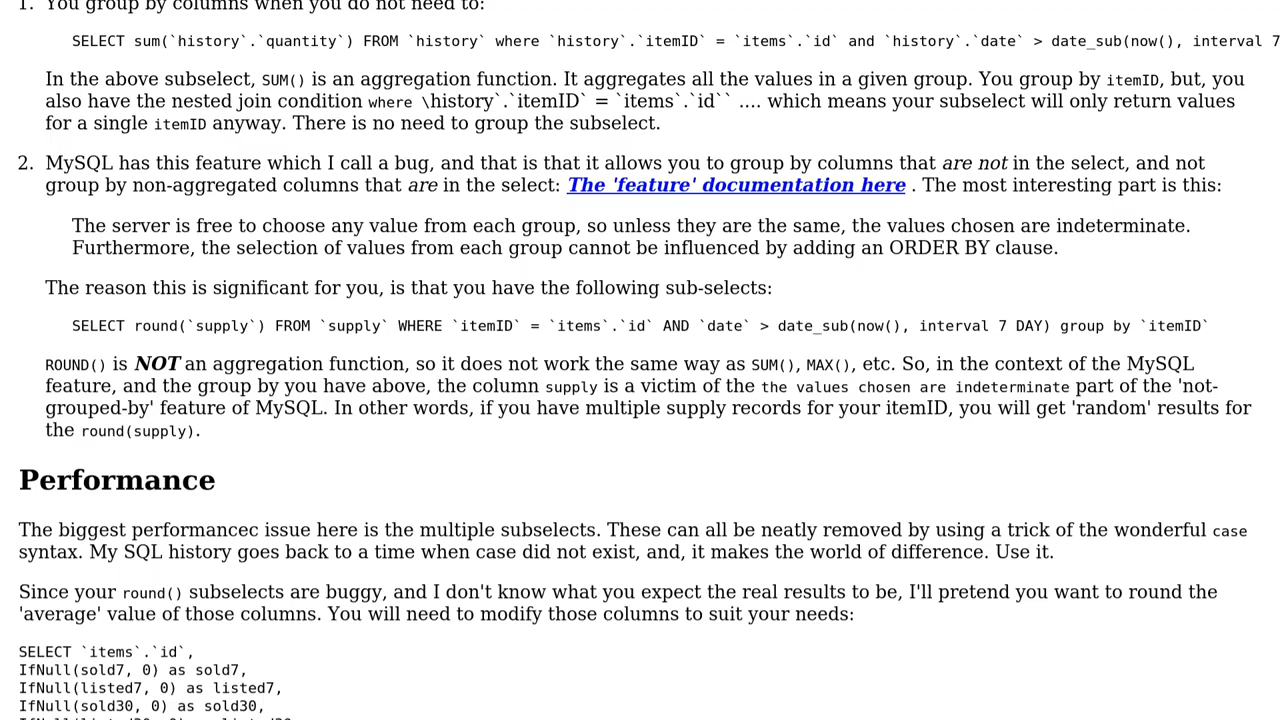 1. You group by columns when you do not need to:
SELECT sum(`history`.`quantity`) FROM `history` where `history`.`itemID` = `items`.`id` and `history`.`date` > date_sub(now(), interval 7
In the above subselect, SUM() is an aggregation function. It aggregates all the values in a given group. You group by itemID, but, you
also have the nested join condition where \history`.`itemID` = `items`.`id`` .... which means your subselect will only return values
for a single itemID anyway. There is no need to group the subselect.
2. MySQL has this feature which I call a bug, and that is that it allows you to group by columns that are not in the select, and not
group by non-aggregated columns that are in the select: The 'feature' documentation here . The most interesting part is this:
The server is free to choose any value from each group, so unless they are the same, the values chosen are indeterminate.
Furthermore, the selection of values from each group cannot be influenced by adding an ORDER BY clause.
The reason this is significant for you, is that you have the following sub-selects:
SELECT round(`supply`) FROM `supply` WHERE `itemID` = `items`.`id` AND `date` > date_sub(now(), interval 7 DAY) group by `itemID`
ROUND() is NOT an aggregation function, so it does not work the same way as SUM(), MAX(), etc. So, in the context of the MySQL
feature, and the group by you have above, the column supply is a victim of the the values chosen are indeterminate part of the 'not-
grouped-by' feature of MySQL. In other words, if you have multiple supply records for your itemID, you will get 'random' results for
the round(supply).
Performance
The biggest performancec issue here is the multiple subselects. These can all be neatly removed by using a trick of the wonderful case
syntax. My SQL history goes back to a time when case did not exist, and, it makes the world of difference. Use it.
Since your round() subselects are buggy, and I don't know what you expect the real results to be, I'll pretend you want to round the
'average' value of those columns. You will need to modify those columns to suit your needs:
SELECT `items`.`id`,
IfNull(sold7, 0) as sold7,
IfNull(listed7, 0) as listed7,
IfNull(sold30, 0) as sold30,